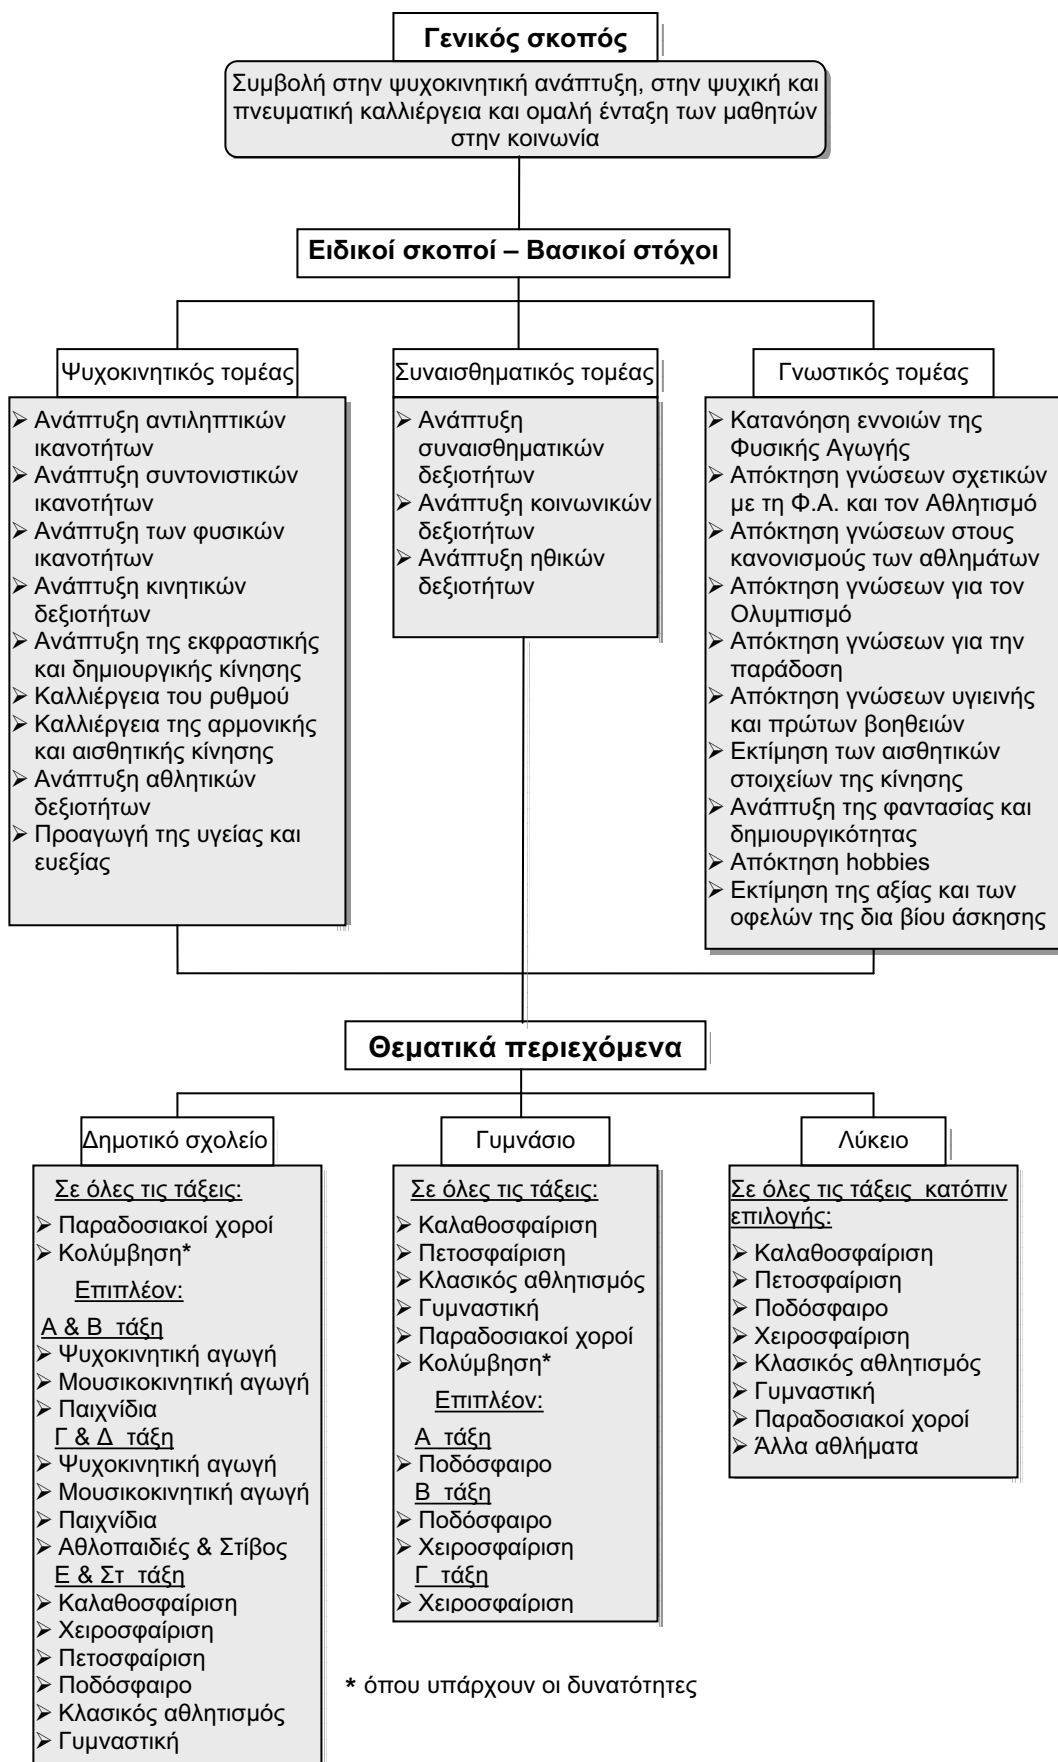 Γενικός σκοπός
Συμβολή στην ψυχοκινητική ανάπτυξη, στην ψυχική και
πνευματική καλλιέργεια και ομαλή ένταξη των μαθητών
στην κοινωνία
Ειδικοί σκοποί – Βασικοί στόχοι
Ψυχοκινητικός τομέας
➢ Ανάπτυξη αντιληπτικών
ικανοτήτων
➢ Ανάπτυξη συντονιστικών
ικανοτήτων
➢ Ανάπτυξη των φυσικών
ικανοτήτων
➢ Ανάπτυξη κινητικών
δεξιοτήτων
➢ Ανάπτυξη της εκφραστικής
και δημιουργικής κίνησης
➢ Καλλιέργεια του ρυθμού
➢ Καλλιέργεια της αρμονικής
και αισθητικής κίνησης
➢ Ανάπτυξη αθλητικών
δεξιοτήτων
➢ Προαγωγή της υγείας και
ευεξίας
Συναισθηματικός τομέας
➢ Ανάπτυξη
συναισθηματικών
δεξιοτήτων
➢ Ανάπτυξη κοινωνικών
δεξιοτήτων
➢ Ανάπτυξη ηθικών
δεξιοτήτων
Γνωστικός τομέας
➢ Κατανόηση εννοιών της
Φυσικής Αγωγής
➢ Απόκτηση γνώσεων σχετικών
με τη Φ.Α. και τον Αθλητισμό
➢ Απόκτηση γνώσεων στους
κανονισμούς των αθλημάτων
➢ Απόκτηση γνώσεων για τον
Ολυμπισμό
➢ Απόκτηση γνώσεων για την
παράδοση
➢ Απόκτηση γνώσεων υγιεινής
και πρώτων βοηθειών
➢ Εκτίμηση των αισθητικών
στοιχείων της κίνησης
➢ Ανάπτυξη της φαντασίας και
δημιουργικότητας
➢ Απόκτηση hobbies
➢ Εκτίμηση της αξίας και των
οφελών της δια βίου άσκησης
Θεματικά περιεχόμενα
Δημοτικό σχολείο
Σε όλες τις τάξεις:
➢ Παραδοσιακοί χοροί
➢ Κολύμβηση*
Επιπλέον:
Α & Β τάξη
➢ Ψυχοκινητική αγωγή
➢ Μουσικοκινητική αγωγή
➢ Παιχνίδια
Γ & Δ τάξη
➢ Ψυχοκινητική αγωγή
➢ Μουσικοκινητική αγωγή
➢ Παιχνίδια
➢ Αθλοπαιδιές & Στίβος
Ε & Στ τάξη
➢ Καλαθοσφαίριση
➢ Χειροσφαίριση
➢ Πετοσφαίριση
➢ Ποδόσφαιρο
➢ Κλασικός αθλητισμός
➢ Γυμναστική
Γυμνάσιο
Σε όλες τις τάξεις:
➢ Καλαθοσφαίριση
➢ Πετοσφαίριση
➢ Κλασικός αθλητισμός
➢ Γυμναστική
➢ Παραδοσιακοί χοροί
➢ Κολύμβηση*
Επιπλέον:
Α τάξη
➢ Ποδόσφαιρο
Β τάξη
➢ Ποδόσφαιρο
➢ Χειροσφαίριση
Γ τάξη
➢ Χειροσφαίριση
Λύκειο
Σε όλες τις τάξεις κατόπιν
επιλογής:
➢ Καλαθοσφαίριση
➢ Πετοσφαίριση
➢ Ποδόσφαιρο
➢ Χειροσφαίριση
➢ Κλασικός αθλητισμός
➢ Γυμναστική
➢ Παραδοσιακοί χοροί
➢ Άλλα αθλήματα
* όπου υπάρχουν οι δυνατότητες